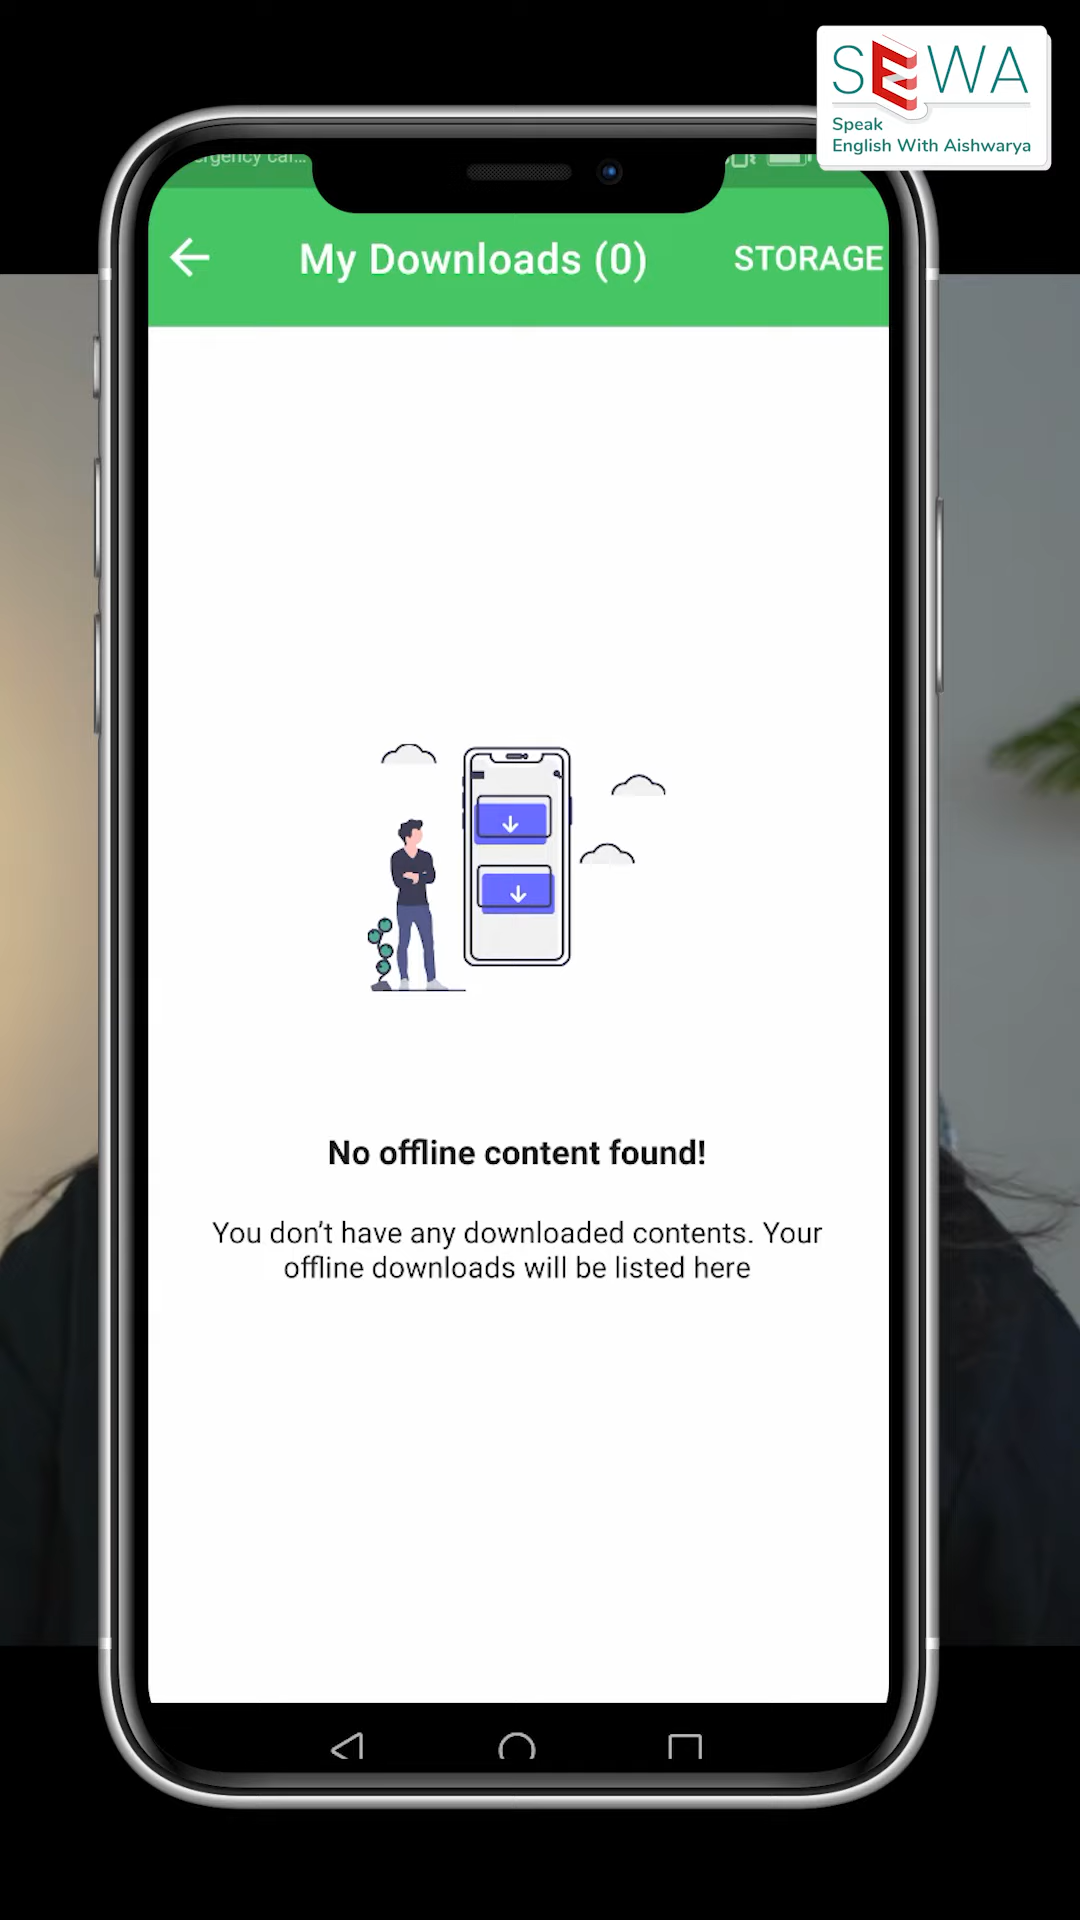 SEWA
Speak
English With Aishwarya
My Downloads (0)
STORAGE
No offline content found!
You don't have any downloaded contents. Your
offline downloads will be listed here